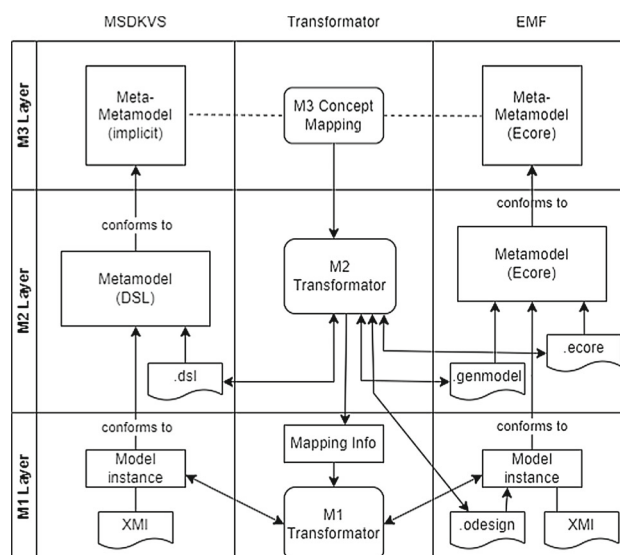 MSDKVS
Transformator
EMF
M3 Layer
Meta-
Metamodel
(implicit)
M3 Concept
Mapping
Meta-
Metamodel
(Ecore)
M2 Layer
conforms to
conforms to
Metamodel
(DSL)
M2
Transformator
Metamodel
(Ecore)
.dsl
.genmodel
.ecore
M1 Layer
conforms to
conforms to
Model
instance
Mapping Info
Model
instance
XMI
M1
Transformator
.odesign
XMI